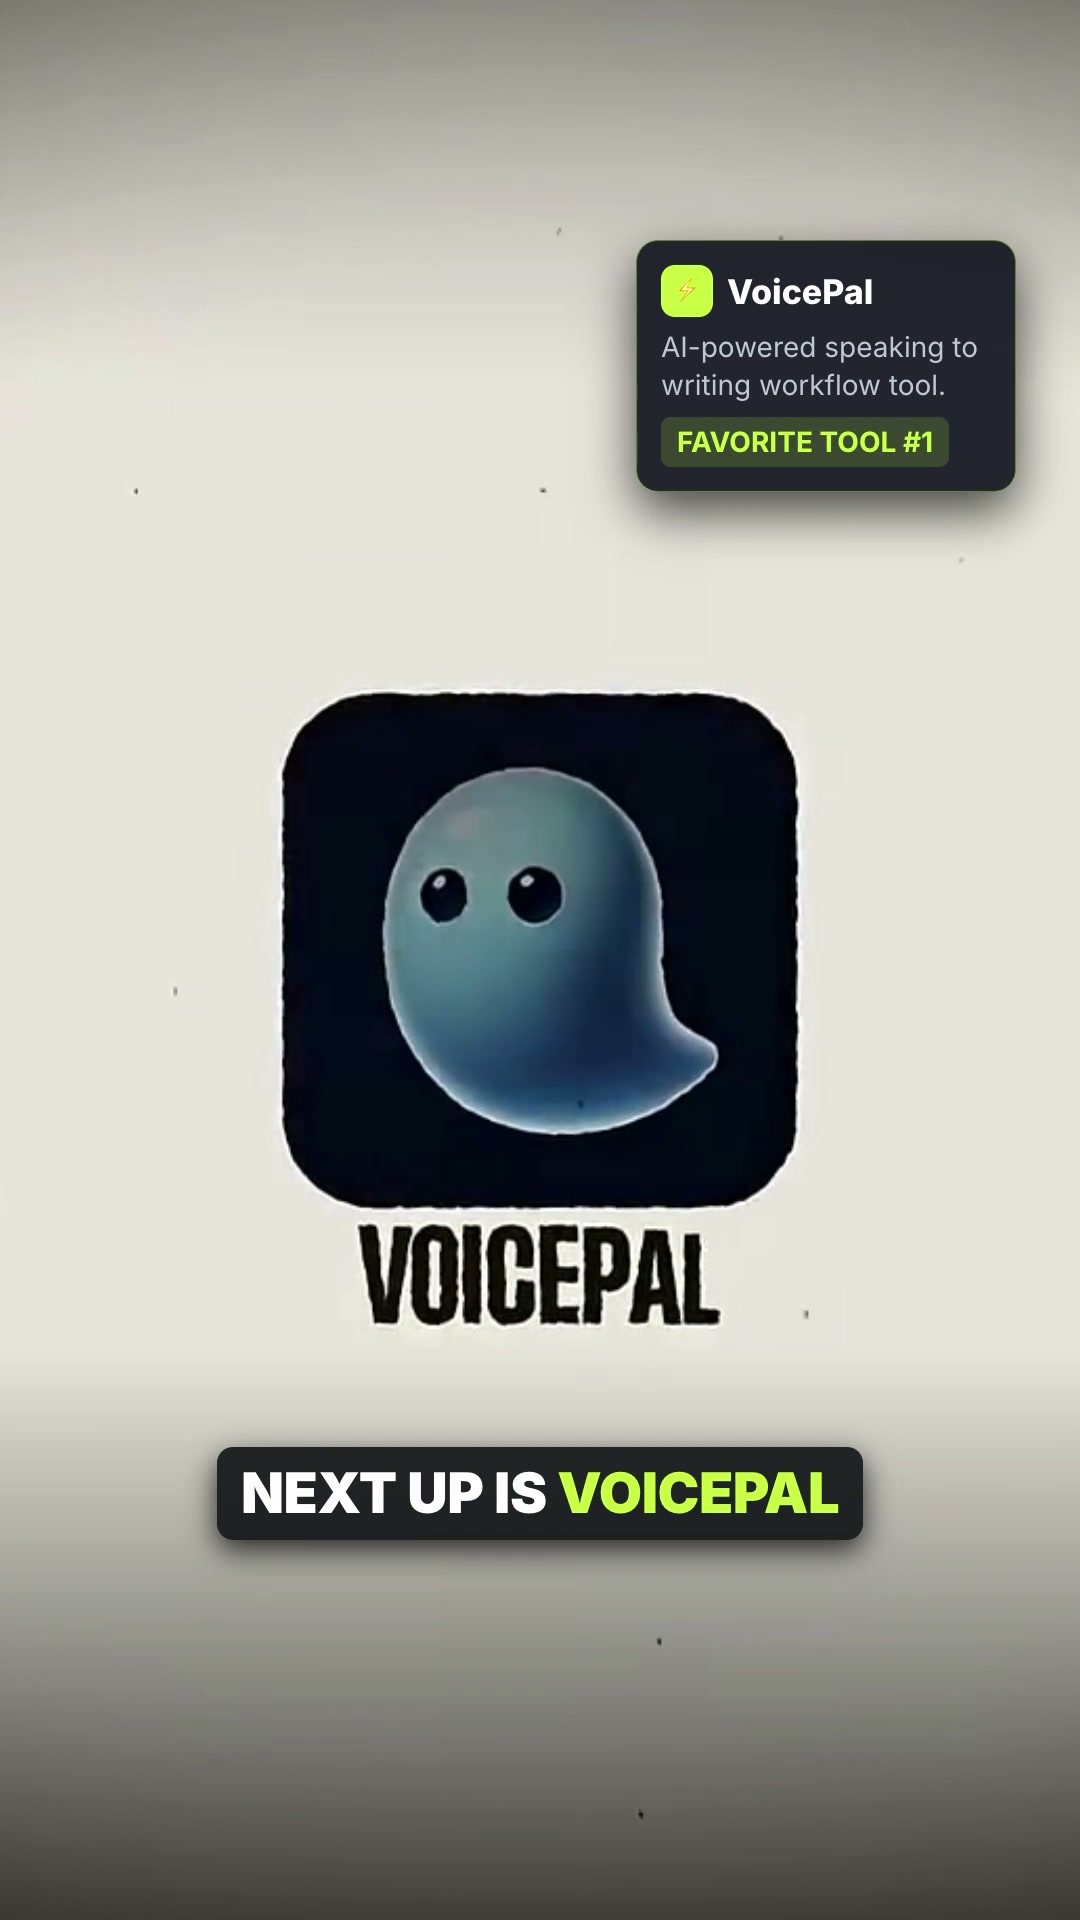 VoicePal
AI-powered speaking to
writing workflow tool.
FAVORITE TOOL #1
VOICEPAL
NEXT UP IS VOICEPAL